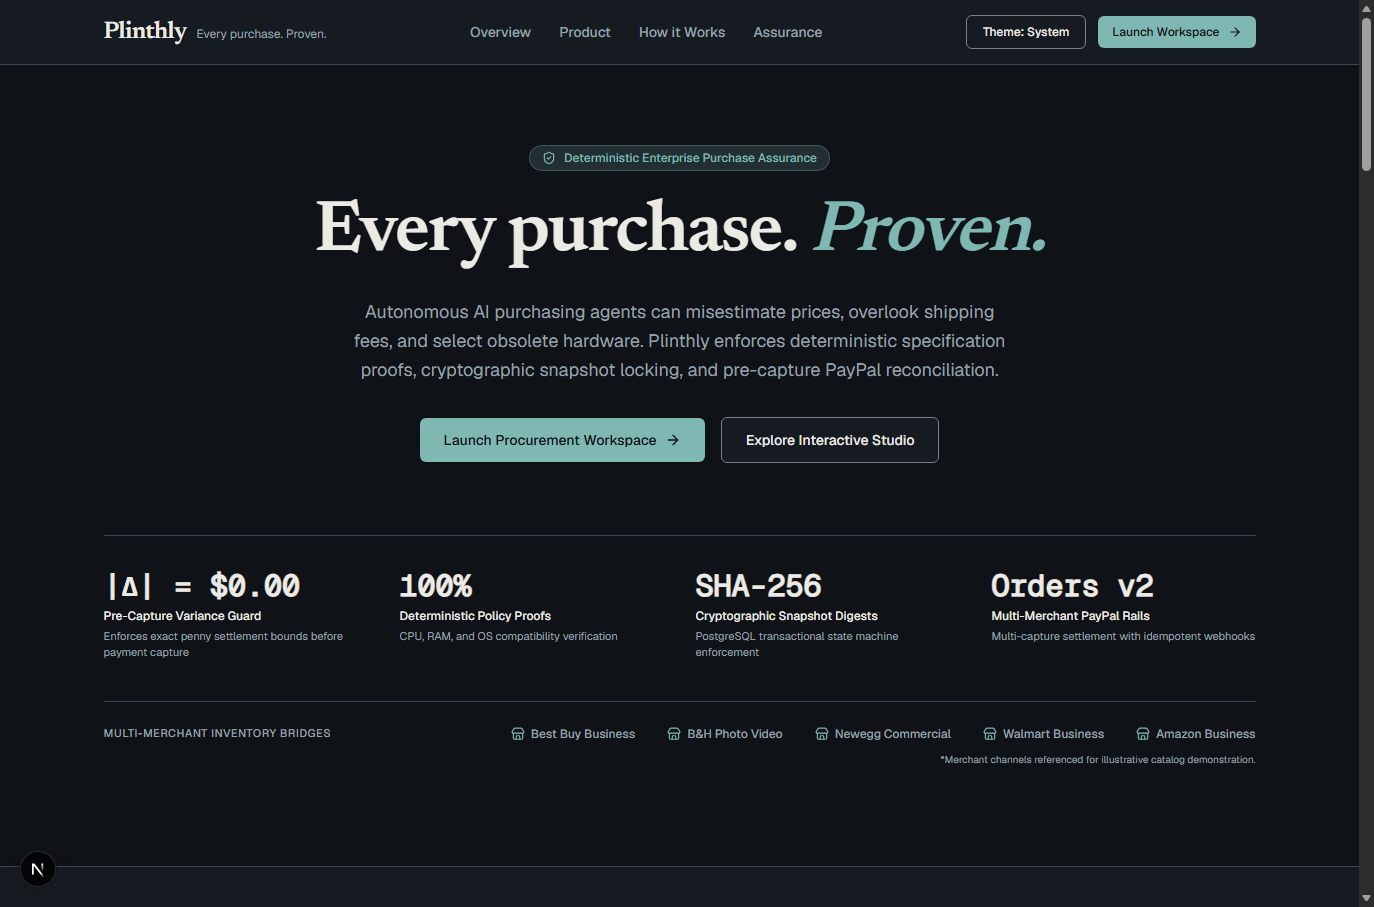 Plinthly Every purchase. Proven.
Overview Product How it Works Assurance
Theme: System
Launch Workspace →
Deterministic Enterprise Purchase Assurance
Every purchase. Proven.
Autonomous AI purchasing agents can misestimate prices, overlook shipping
fees, and select obsolete hardware. Plinthly enforces deterministic specification
proofs, cryptographic snapshot locking, and pre-capture PayPal reconciliation.
Launch Procurement Workspace →
Explore Interactive Studio
|Δ| = $0.00
Pre-Capture Variance Guard
Enforces exact penny settlement bounds before
payment capture
100%
Deterministic Policy Proofs
CPU, RAM, and OS compatibility verification
SHA-256
Cryptographic Snapshot Digests
PostgreSQL transactional state machine
enforcement
Orders v2
Multi-Merchant PayPal Rails
Multi-capture settlement with idempotent webhooks
MULTI-MERCHANT INVENTORY BRIDGES
Best Buy Business
B&H Photo Video
Newegg Commercial
Walmart Business
Amazon Business
*Merchant channels referenced for illustrative catalog demonstration.
N